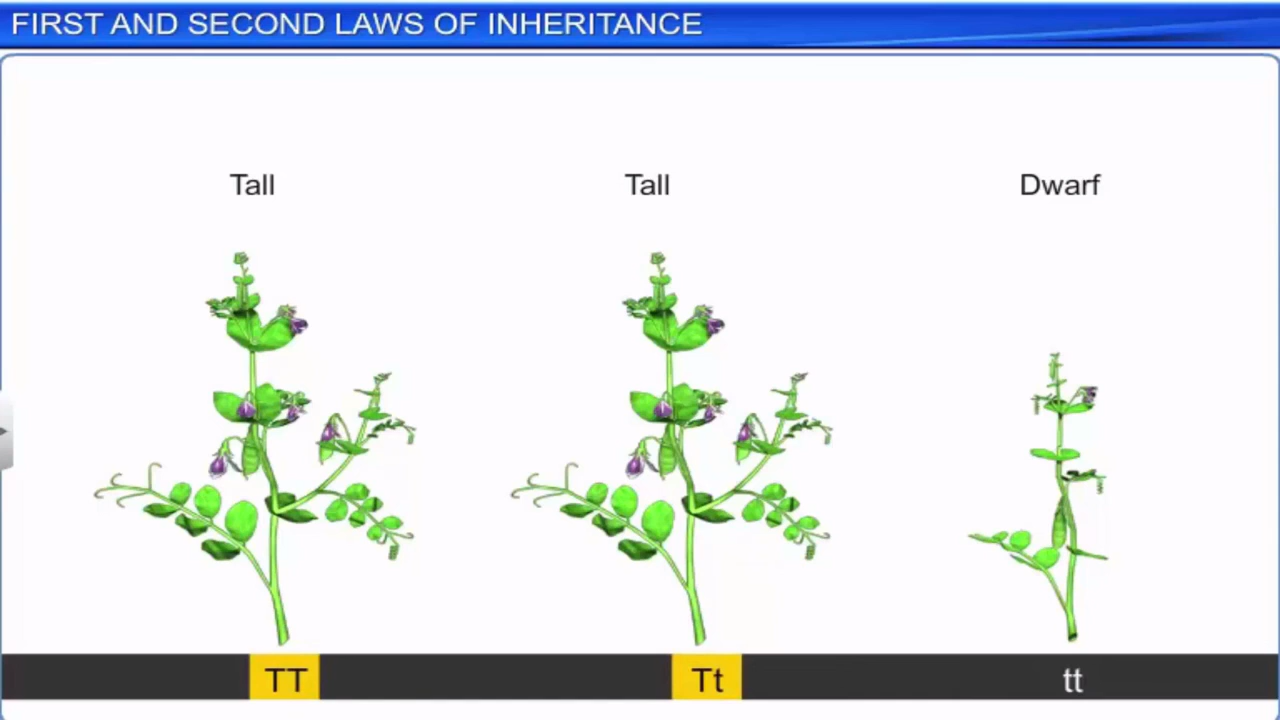 FIRST AND SECOND LAWS OF INHERITANCE
Tall Tall Dwarf
TT Tt tt